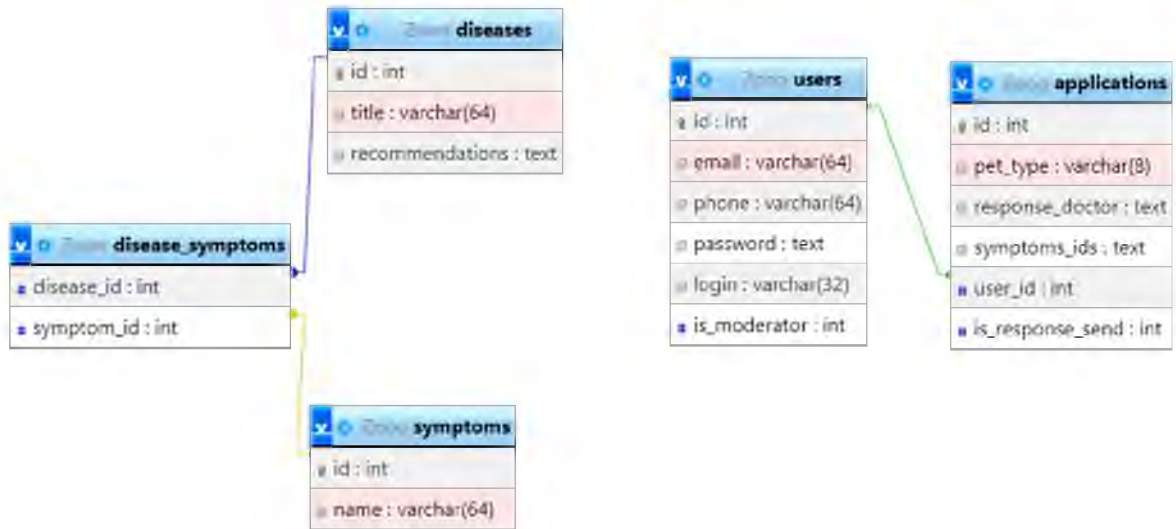 diseases
id : int
title : varchar(64)
recommendations : text
disease_symptoms
disease_id : int
symptom_id : int
symptoms
id : int
name : varchar(64)
users
id : int
email : varchar(64)
phone : varchar(64)
password : text
login : varchar(32)
is_moderator : int
applications
id : int
pet_type : varchar(8)
response_doctor : text
symptoms_ids : text
user_id : int
is_response_send : int